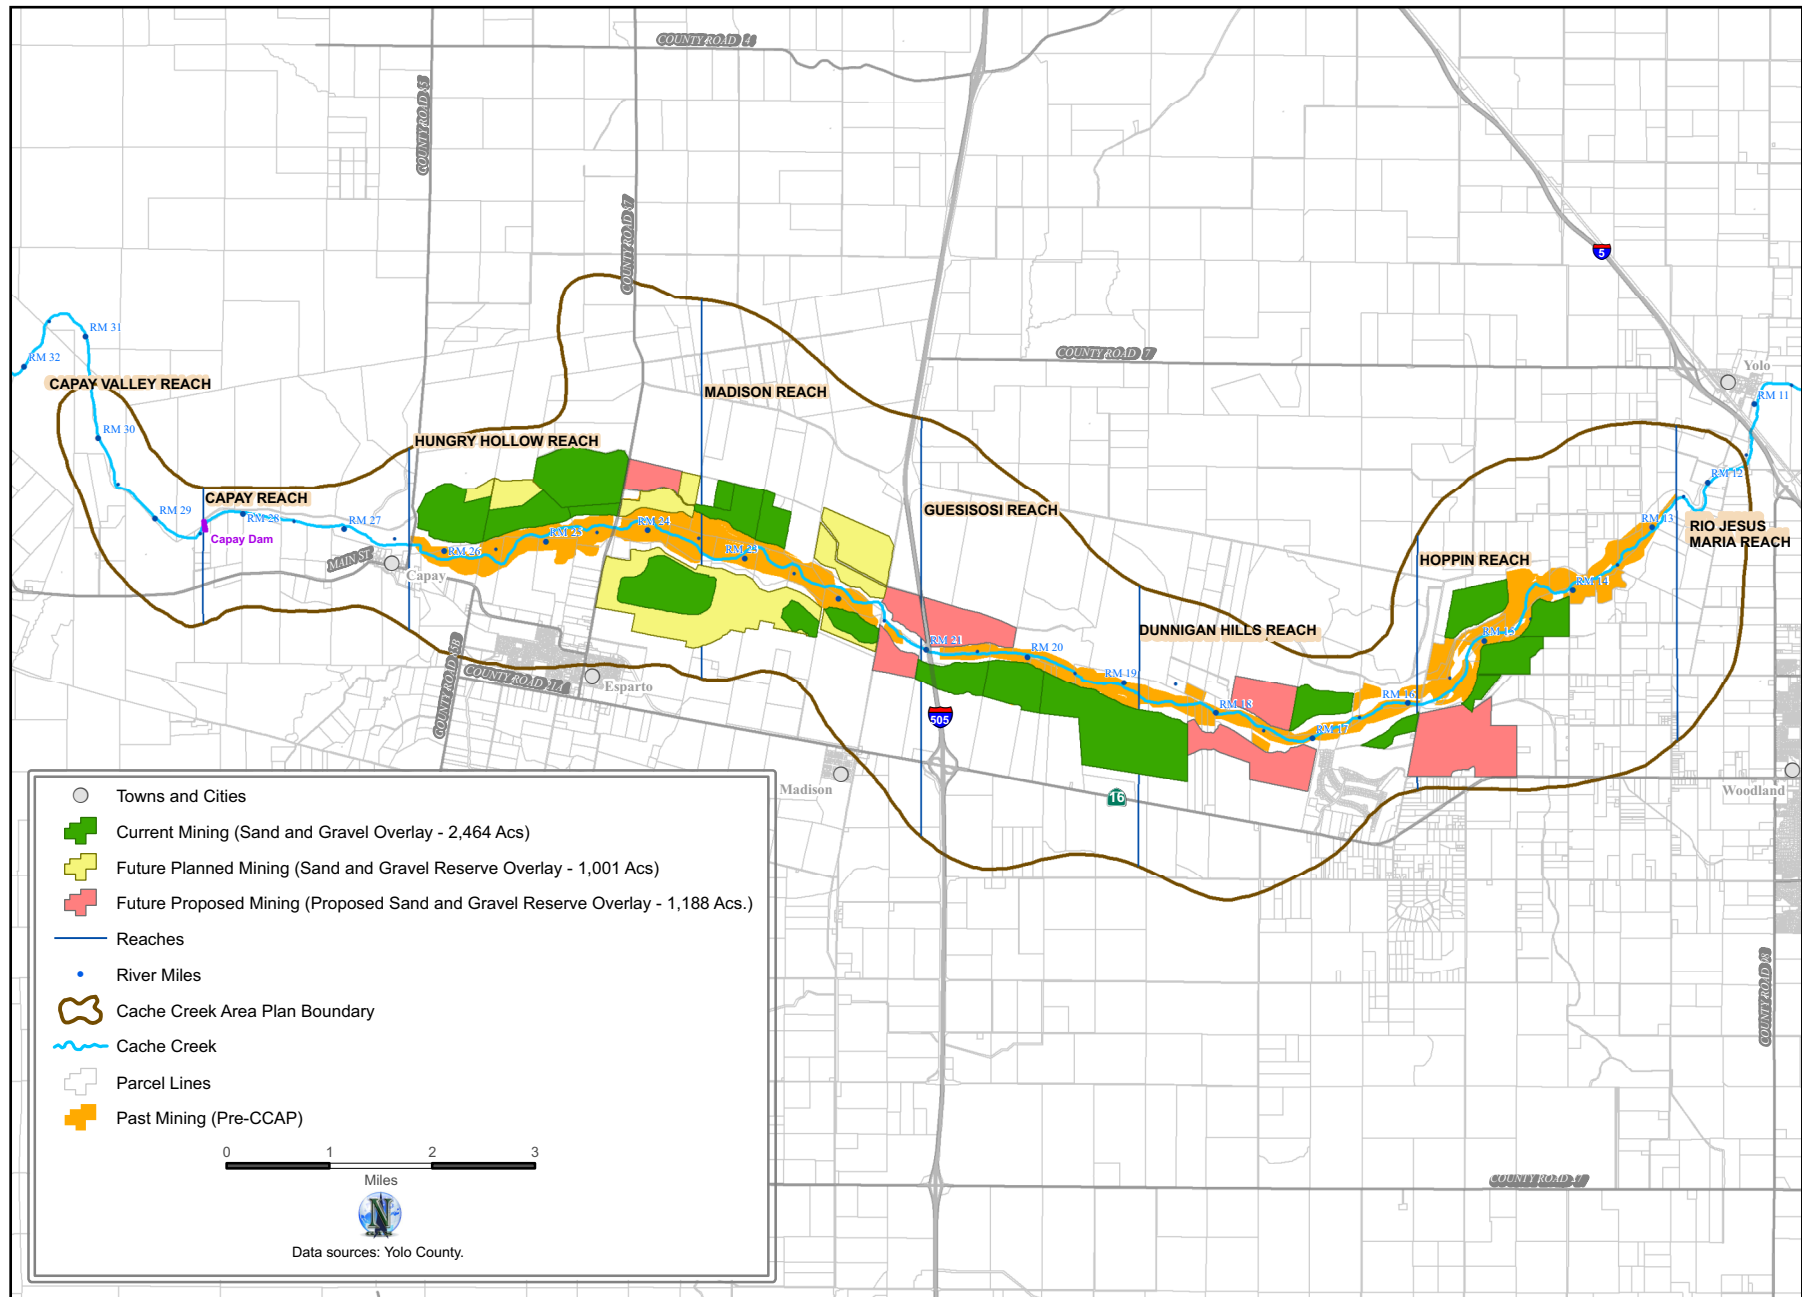 COUNTY ROAD 4
COUNTY ROAD 85
COUNTY ROAD 87
5
RM 31
RM 32
COUNTY ROAD 7
Yolo
CAPAY VALLEY REACH
MADISON REACH
RM 11
RM 30
HUNGRY HOLLOW REACH
RM 12
CAPAY REACH
GUESISOSI REACH
RM 29
RM 28
RM 27
RM 24
RM 13
RIO JESUS
MARIA REACH
Capay Dam
RM 25
RM 26
RM 23
HOPPIN REACH
MAIN ST
Capay
RM 14
DUNNIGAN HILLS REACH
RM 15
RM 21
RM 20
COUNTY ROAD 85B
COUNTY ROAD 21A
Esparto
RM 19
RM 18
RM 16
505
RM 17
Madison
16
Woodland
Towns and Cities
Current Mining (Sand and Gravel Overlay - 2,464 Acs)
Future Planned Mining (Sand and Gravel Reserve Overlay - 1,001 Acs)
Future Proposed Mining (Proposed Sand and Gravel Reserve Overlay - 1,188 Acs.)
Reaches
River Miles
Cache Creek Area Plan Boundary
Cache Creek
Parcel Lines
Past Mining (Pre-CCAP)
0 1 2 3
Miles
N
Data sources: Yolo County.
COUNTY ROAD 17